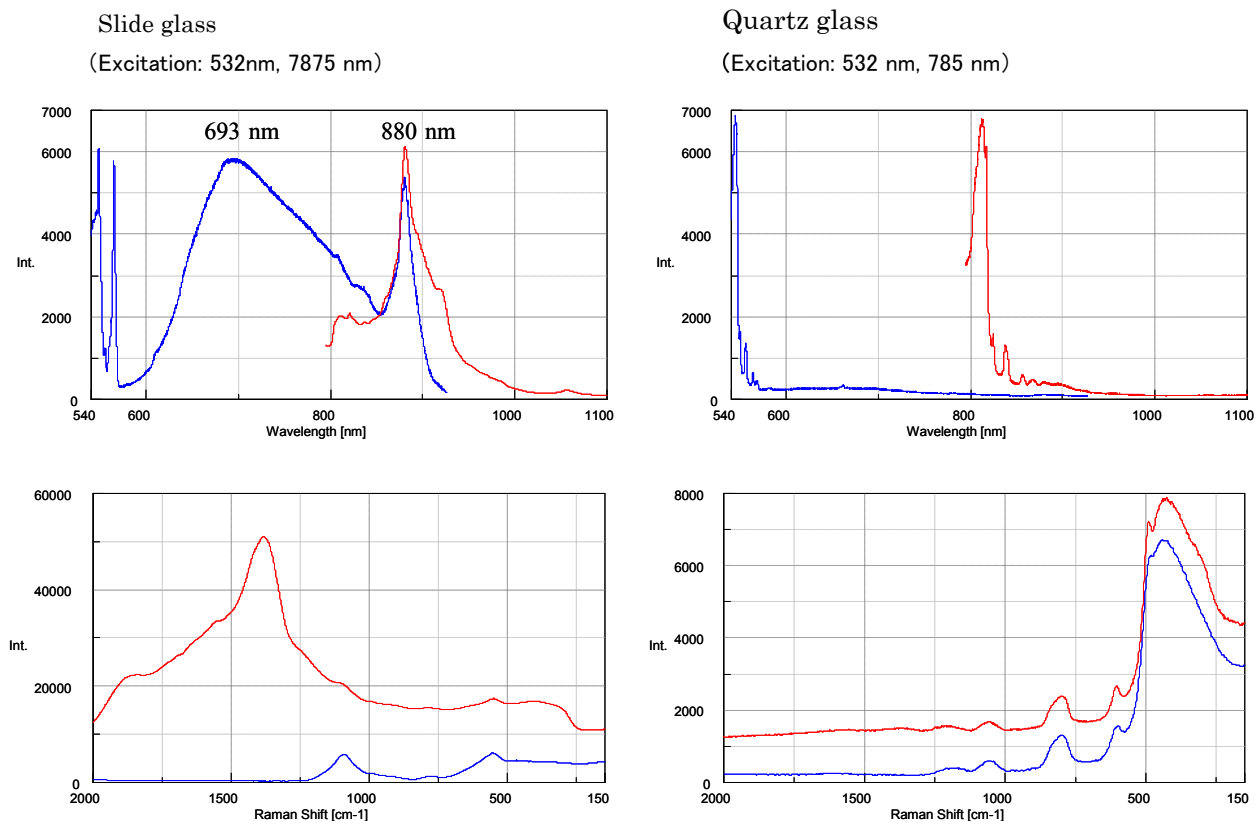 Slide glass
(Excitation: 532nm, 7875 nm)
7000
6000
4000
Int.
2000
0
540
600
800
1000
1100
Wavelength [nm]
693 nm
880 nm
Quartz glass
(Excitation: 532 nm, 785 nm)
7000
6000
4000
Int.
2000
0
540
600
800
1000
1100
Wavelength [nm]
60000
40000
Int.
20000
0
2000
1500
1000
500
150
Raman Shift [cm-1]
8000
6000
Int.
4000
2000
0
2000
1500
1000
500
150
Raman Shift [cm-1]